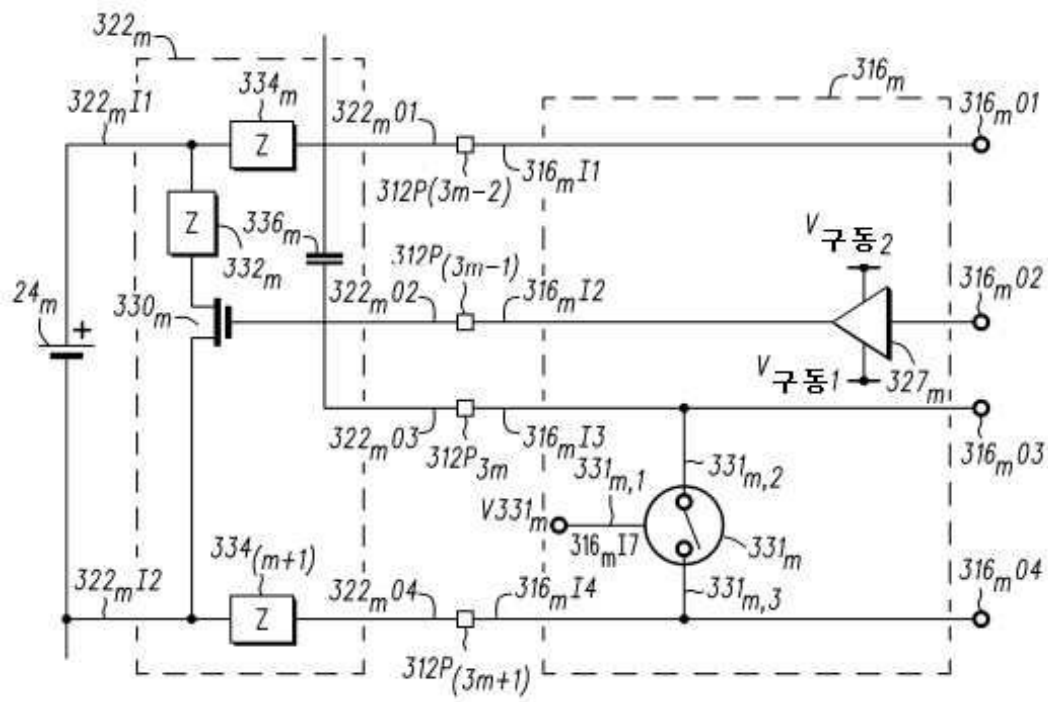 322m
316m
334m
322mI1
322m01
316m01
Z
312P(3m-2)
316mI1
Z
336m
312P(3m-1)
V구동2
332m
24m
330m
322m02
316mI2
316m02
+
V구동1
327m
322m03
312P3m
316mI3
331m,1
331m,2
316m03
V331m
316mI7
331m
334(m+1)
322mI2
322m04
316mI4
331m,3
316m04
Z
312P(3m+1)